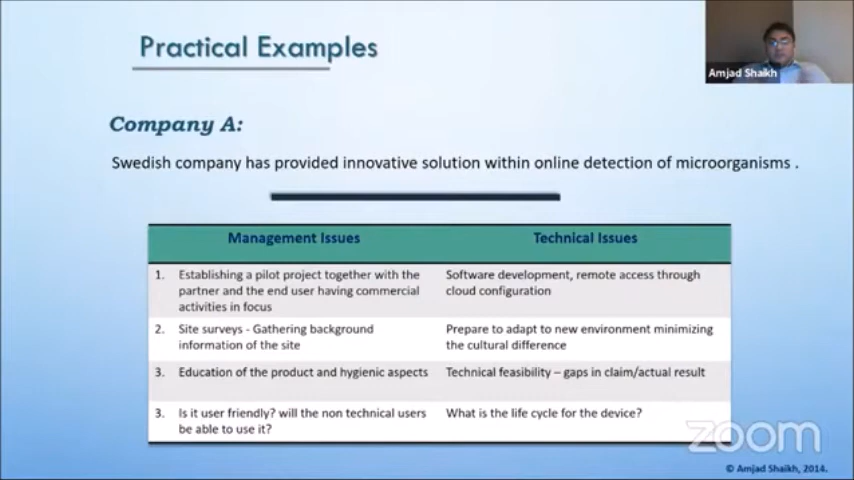 Practical Examples
Amjad Shaikh
Company A:
Swedish company has provided innovative solution within online detection of microorganisms .
Management Issues
Technical Issues
1. Establishing a pilot project together with the
partner and the end user having commercial
activities in focus
Software development, remote access through
cloud configuration
2. Site surveys - Gathering background
information of the site
Prepare to adapt to new environment minimizing
the cultural difference
3. Education of the product and hygienic aspects
Technical feasibility – gaps in claim/actual result
3. Is it user friendly? will the non technical users
be able to use it?
What is the life cycle for the device?
zoom
© Amjad Shaikh, 2014.